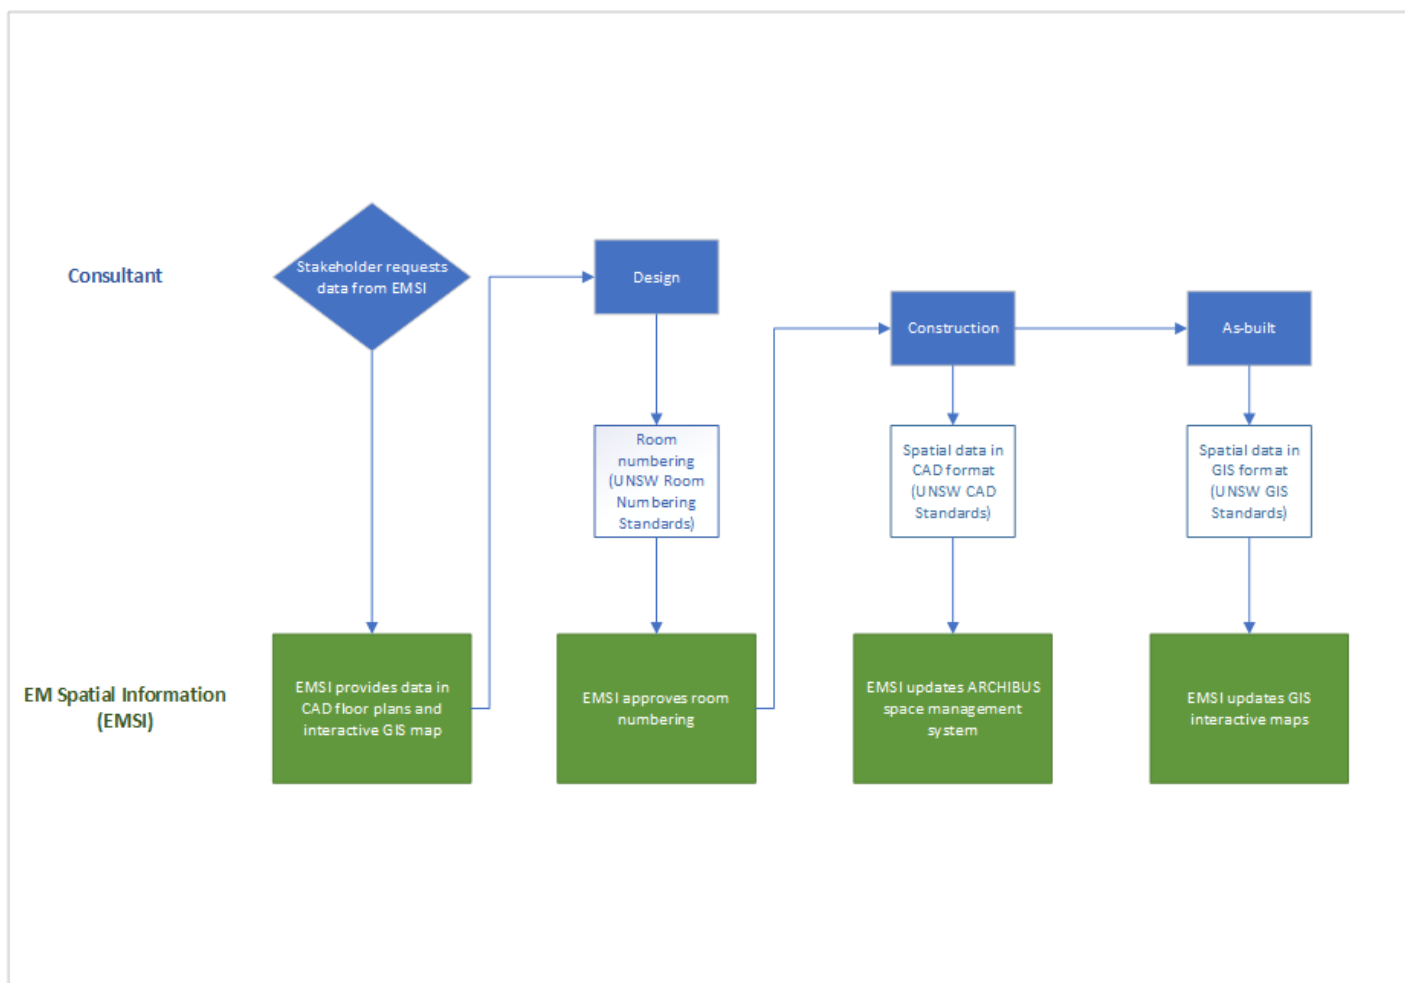 Consultant
Stakeholder requests
data from EMSI
Design
Construction
As-built
Room
numbering
(UNSW Room
Numbering
Standards)
Spatial data in
CAD format
(UNSW CAD
Standards)
Spatial data in
GIS format
(UNSW GIS
Standards)
EM Spatial Information
(EMSI)
EMSI provides data in
CAD floor plans and
interactive GIS map
EMSI approves room
numbering
EMSI updates ARCHIBUS
space management
system
EMSI updates GIS
interactive maps